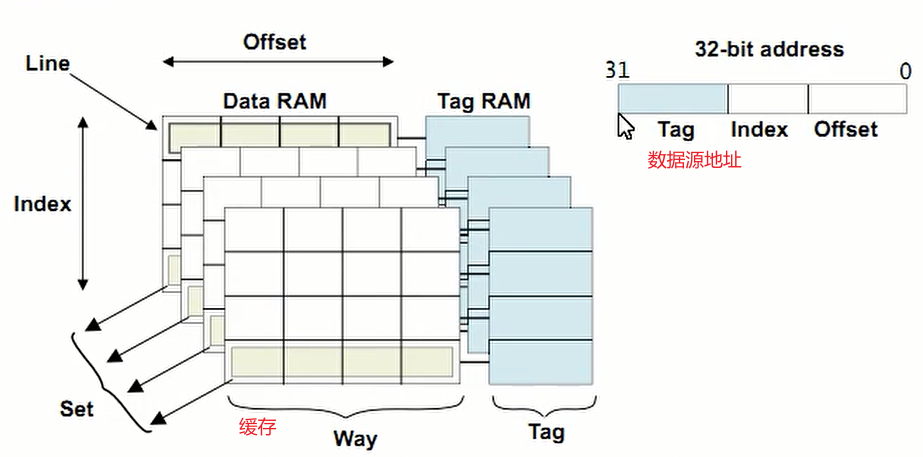 Offset
32-bit address
Line
31
0
Data RAM
Tag RAM
Tag
Index
Offset
数据源地址
Index
Set
缓存
Way
Tag